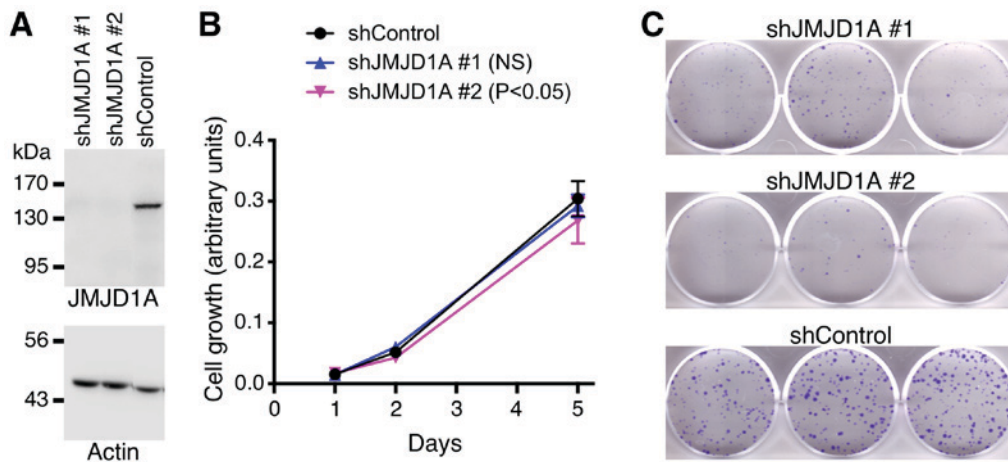 A
shJMJD1A #1
shJMJD1A #2
shControl
kDa
170
130
95
JMJD1A
56
43
Actin
B
shControl
shJMJD1A #1 (NS)
shJMJD1A #2 (P<0.05)
Cell growth (arbitrary units)
0.4
0.3
0.2
0.1
0.0
0 1 2 3 4 5
Days
C
shJMJD1A #1
shJMJD1A #2
shControl